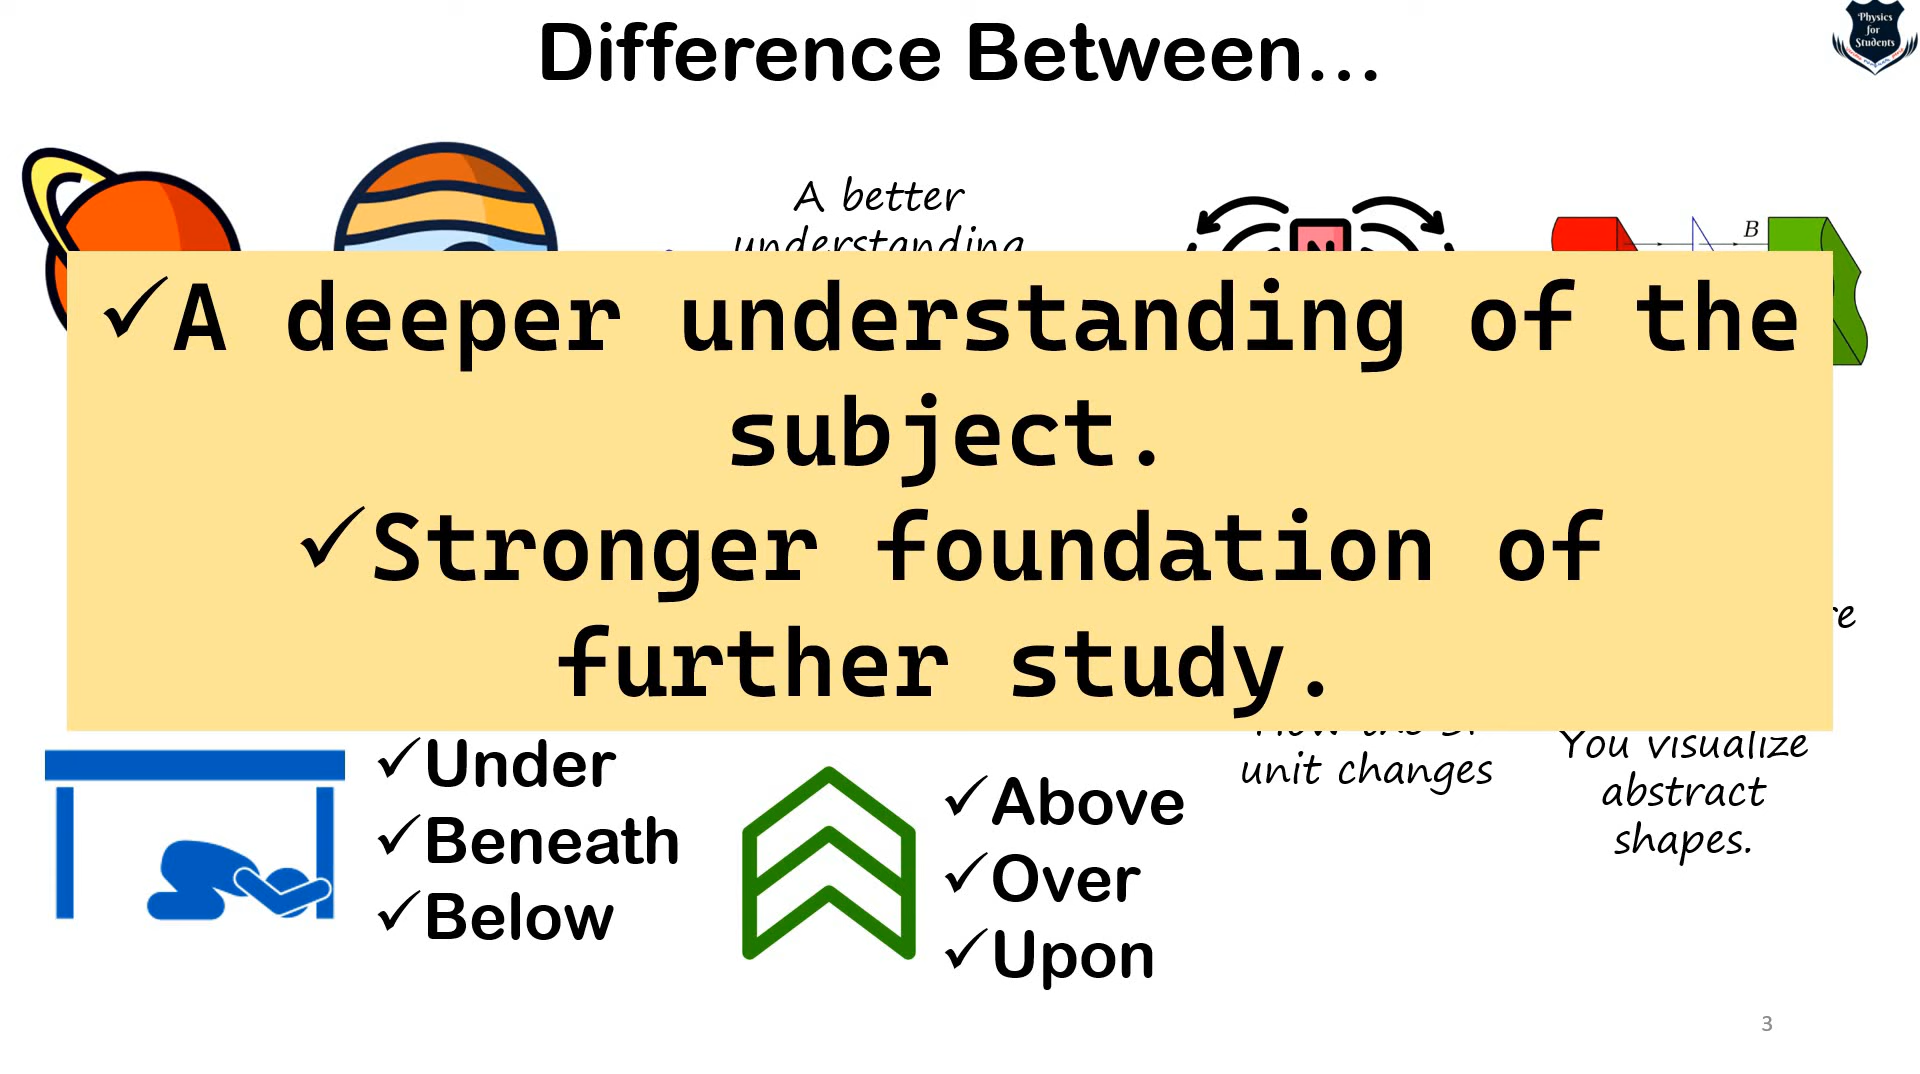 Difference Between...
Physics
for
Students
A better
understanding
N
B
✓A deeper understanding of the
subject.
✓Stronger foundation of
further study.
unit changes
You visualize
abstract
shapes.
✓Under
✓Beneath
✓Below
✓Above
✓Over
✓Upon
3